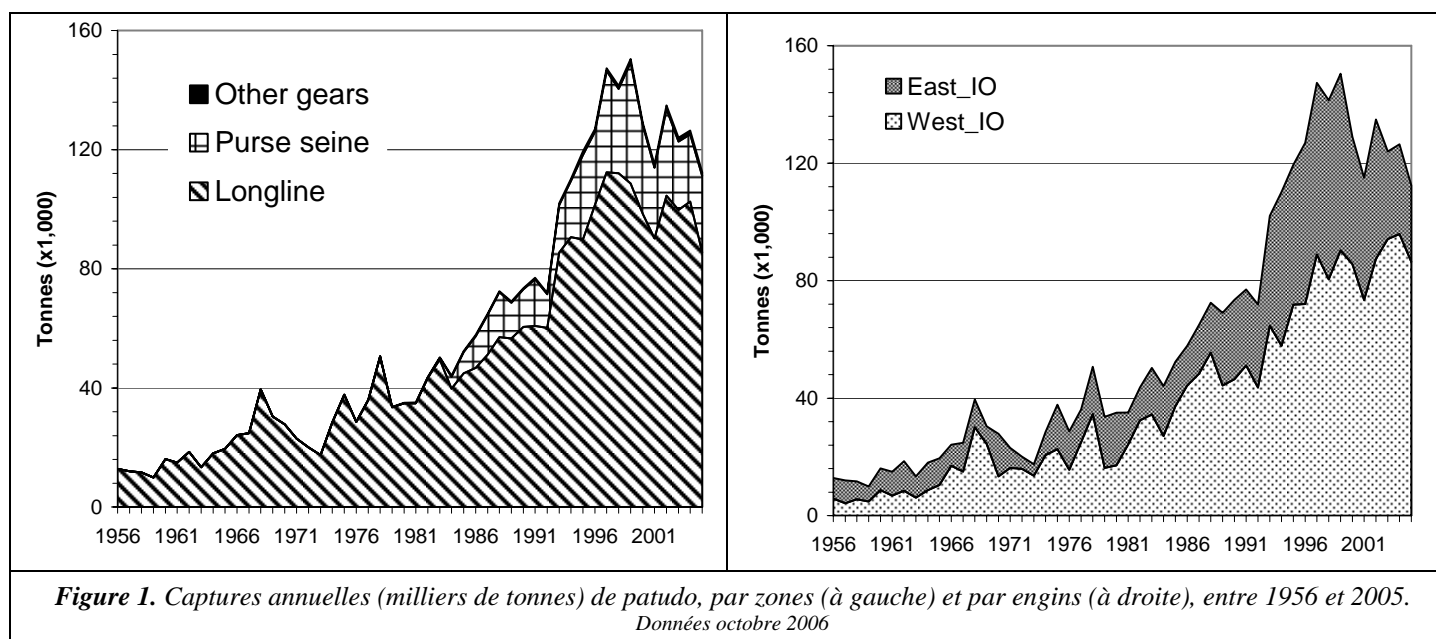 160
120
80
40
0
Tonnes (x1,000)
Other gears
Purse seine
Longline
1956 1961 1966 1971 1976 1981 1986 1991 1996 2001
160
120
80
40
0
Tonnes (x1,000)
East_IO
West_IO
1956 1961 1966 1971 1976 1981 1986 1991 1996 2001
Figure 1. Captures annuelles (milliers de tonnes) de patudo, par zones (à gauche) et par engins (à droite), entre 1956 et 2005.
Données octobre 2006